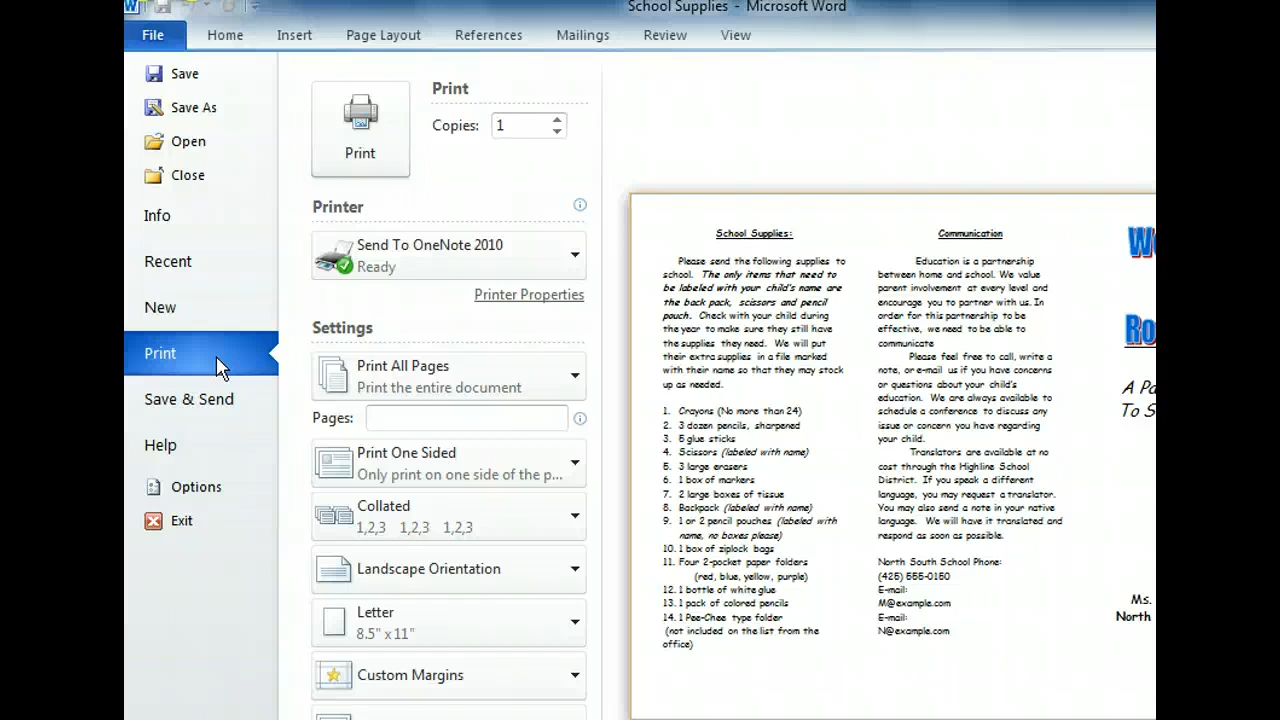 School Supplies - Microsoft Word
File Home Insert Page Layout References Mailings Review View
Save
Save As
Open
Close
Info
Recent
New
Print
Save & Send
Help
Options
Exit
Print
Print
Copies: 1
Printer
Send To OneNote 2010
Ready
Printer Properties
Settings
Print All Pages
Print the entire document
Pages:
Print One Sided
Only print on one side of the p...
Collated
1,2,3 1,2,3 1,2,3
Landscape Orientation
Letter
8.5" x 11"
Custom Margins
School Supplies:
Please send the following supplies to
school. The only items that need to
be labeled with your child's name are
the back pack, scissors and pencil
pouch. Check with your child during
the year to make sure they still have
the supplies they need. We will put
their extra supplies in a file marked
with their name so that they may stock
up as needed.
1. Crayons (No more than 24)
2. 3 dozen pencils, sharpened
3. 5 glue sticks
4. Scissors (labeled with name)
5. 3 large erasers
6. 1 box of markers
7. 2 large boxes of tissue
8. Backpack (labeled with name)
9. 1 or 2 pencil pouches (labeled with
name, no boxes please)
10. 1 box of ziplock bags
11. Four 2-pocket paper folders
(red, blue, yellow, purple)
12. 1 bottle of white glue
13. 1 pack of colored pencils
14. 1 Pee-Chee type folder
(not included on the list from the
office)
Communication
Education is a partnership
between home and school. We value
parent involvement at every level and
encourage you to partner with us. In
order for this partnership to be
effective, we need to be able to
communicate
Please feel free to call, write a
note, or e-mail us if you have concerns
or questions about your child's
education. We are always available to
schedule a conference to discuss any
issue or concern you have regarding
your child.
Translators are available at no
cost through the Highline School
District. If you speak a different
language, you may request a translator.
You may also send a note in your native
language. We will have it translated and
respond as soon as possible.
North South School Phone:
(425) 555-0150
E-mail:
M@example.com
E-mail:
N@example.com
Ro
A Pa
To S
Ms.
North